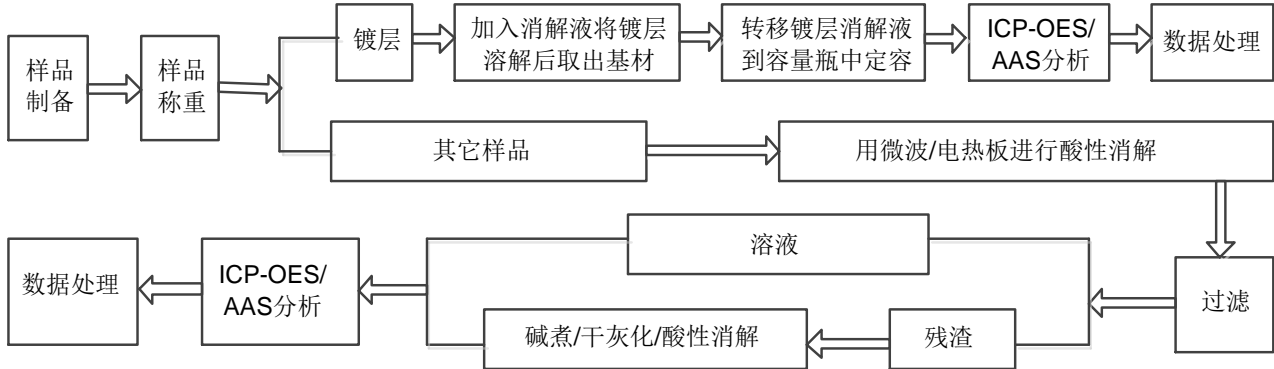 样品
制备
样品
称重
镀层
加入消解液将镀层
溶解后取出基材
转移镀层消解液
到容量瓶中定容
ICP-OES/
AAS分析
数据处理
其它样品
用微波/电热板进行酸性消解
过滤
溶液
残渣
碱煮/干灰化/酸性消解
ICP-OES/
AAS分析
数据处理